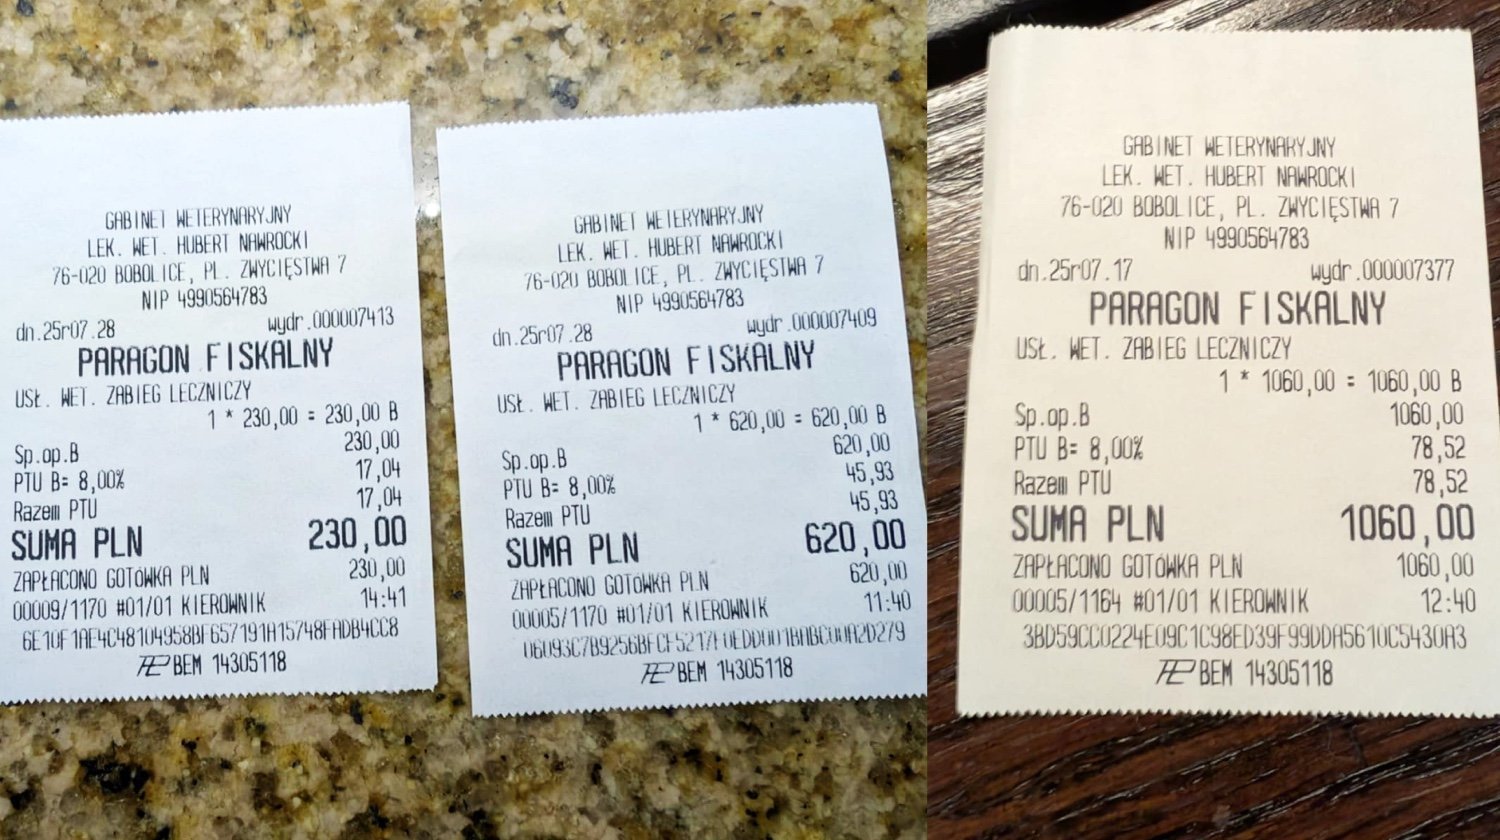 GABINET WETERYNARYJNY
LEK. WET. HUBERT NAWROCKI
76-020 BOBOLICE, PL. ZWYCIĘSTWA 7
NIP 4990564783
dn.25r07.28 wydr.000007413
PARAGON FISKALNY
USŁ. WET. ZABIEG LECZNICZY
1 * 230,00 = 230,00 B
Sp.op.B 230,00
PTU B= 8,00% 17,04
Razem PTU 17,04
SUMA PLN 230,00
ZAPŁACONO GOTÓWKA PLN 230,00
00009/1170 #01/01 KIEROWNIK 14:41
6E10F1AE4C48104958BF657191A15748FADB4CC8
BEM 14305118
GABINET WETERYNARYJNY
LEK. WET. HUBERT NAWROCKI
76-020 BOBOLICE, PL. ZWYCIĘSTWA 7
NIP 4990564783
dn.25r07.28 wydr.000007409
PARAGON FISKALNY
USŁ. WET. ZABIEG LECZNICZY
1 * 620,00 = 620,00 B
Sp.op.B 620,00
PTU B= 8,00% 45,93
Razem PTU 45,93
SUMA PLN 620,00
ZAPŁACONO GOTÓWKA PLN 620,00
00005/1170 #01/01 KIEROWNIK 11:40
BEM 14305118
GABINET WETERYNARYJNY
LEK. WET. HUBERT NAWROCKI
76-020 BOBOLICE, PL. ZWYCIĘSTWA 7
NIP 4990564783
dn.25r07.17 wydr.000007377
PARAGON FISKALNY
USŁ. WET. ZABIEG LECZNICZY
1 * 1060,00 = 1060,00 B
Sp.op.B 1060,00
PTU B= 8,00% 78,52
Razem PTU 78,52
SUMA PLN 1060,00
ZAPŁACONO GOTÓWKA PLN 1060,00
00005/1164 #01/01 KIEROWNIK 12:40
3BD59CC0224E09C1C98ED39F99DDA5610C5430A3
BEM 14305118